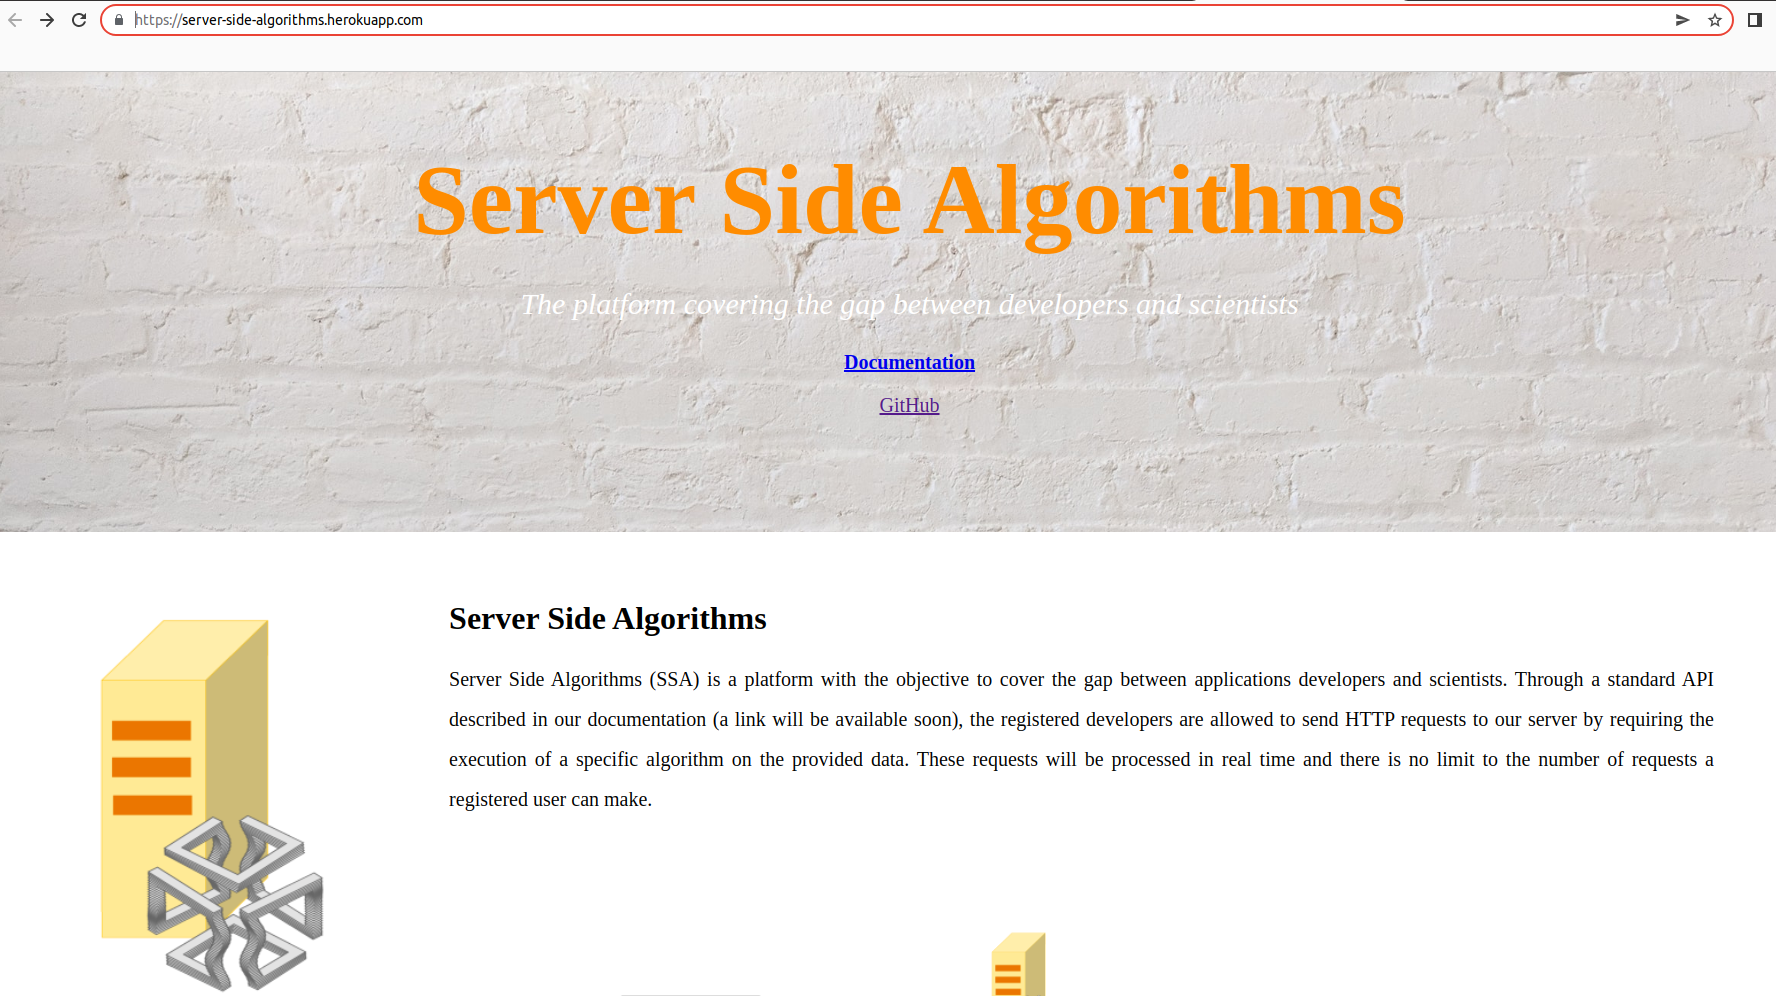 https://server-side-algorithms.herokuapp.com
Server Side Algorithms
The platform covering the gap between developers and scientists
Documentation
GitHub
Server Side Algorithms
Server Side Algorithms (SSA) is a platform with the objective to cover the gap between applications developers and scientists. Through a standard API
described in our documentation (a link will be available soon), the registered developers are allowed to send HTTP requests to our server by requiring the
execution of a specific algorithm on the provided data. These requests will be processed in real time and there is no limit to the number of requests a
registered user can make.